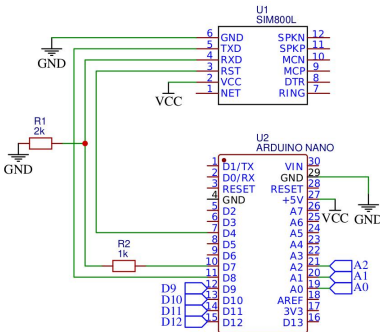 U1
SIM800L
6 GND SPKN 12
5 TXD SPKP 11
4 RXD MCN 10
3 RST MCP 9
2 VCC DTR 8
1 NET RING 7
GND
VCC
R1
2k
GND
U2
ARDUINO NANO
1 D1/TX VIN 30
2 D0/RX GND 29
3 RESET RESET 28
4 GND +5V 27
5 D2 A7 26
6 D3 A6 25
7 D4 A5 24
8 D5 A4 23
9 D6 A3 22
10 D7 A2 21
11 D8 A1 20
12 D9 A0 19
13 D10 AREF 18
14 D11 3V3 17
15 D12 D13 16
VCC
GND
R2
1k
A2
A1
A0
D9
D10
D11
D12